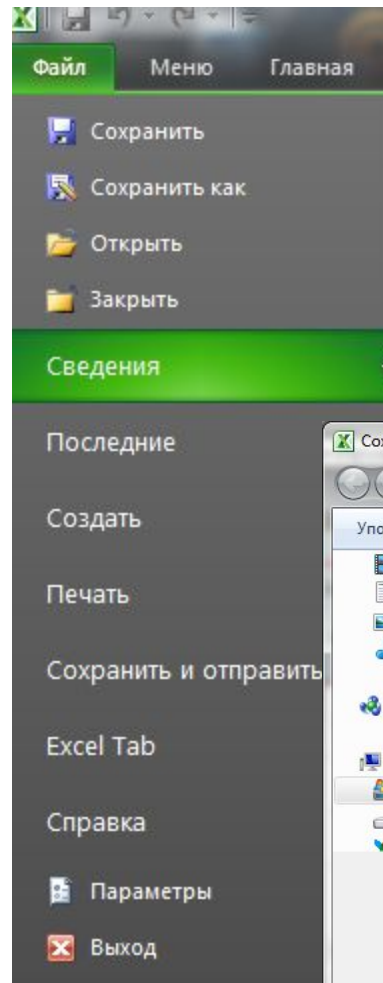 Файл Меню Главная
Сохранить
Сохранить как
Открыть
Закрыть
Сведения
Последние
Создать
Печать
Сохранить и отправить
Excel Tab
Справка
Параметры
Выход